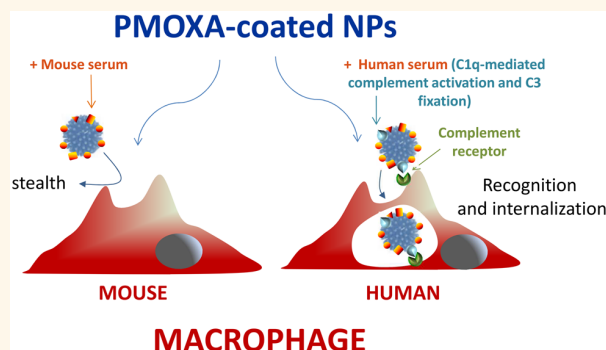 PMOXA-coated NPs
+ Mouse serum
+ Human serum (C1q-mediated
complement activation and C3
fixation)
Complement
receptor
stealth
Recognition
and internalization
MOUSE
HUMAN
MACROPHAGE